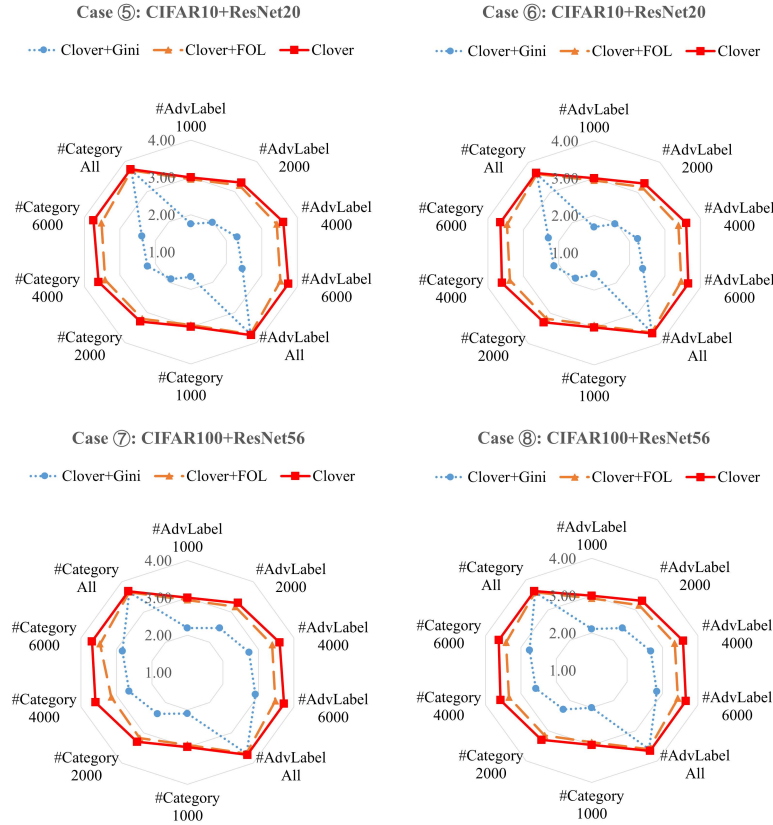 Case ⑤: CIFAR10+ResNet20
Clover+Gini
Clover+FOL
Clover
#AdvLabel
1000
#AdvLabel
2000
#AdvLabel
4000
#AdvLabel
6000
#AdvLabel
All
#Category
1000
#Category
2000
#Category
4000
#Category
6000
#Category
All
4.00
3.00
2.00
1.00
Case ⑥: CIFAR10+ResNet20
Clover+Gini
Clover+FOL
Clover
#AdvLabel
1000
#AdvLabel
2000
#AdvLabel
4000
#AdvLabel
6000
#AdvLabel
All
#Category
1000
#Category
2000
#Category
4000
#Category
6000
#Category
All
4.00
3.00
2.00
1.00
Case ⑦: CIFAR100+ResNet56
Clover+Gini
Clover+FOL
Clover
#AdvLabel
1000
#AdvLabel
2000
#AdvLabel
4000
#AdvLabel
6000
#AdvLabel
All
#Category
1000
#Category
2000
#Category
4000
#Category
6000
#Category
All
4.00
3.00
2.00
1.00
Case ⑧: CIFAR100+ResNet56
Clover+Gini
Clover+FOL
Clover
#AdvLabel
1000
#AdvLabel
2000
#AdvLabel
4000
#AdvLabel
6000
#AdvLabel
All
#Category
1000
#Category
2000
#Category
4000
#Category
6000
#Category
All
4.00
3.00
2.00
1.00